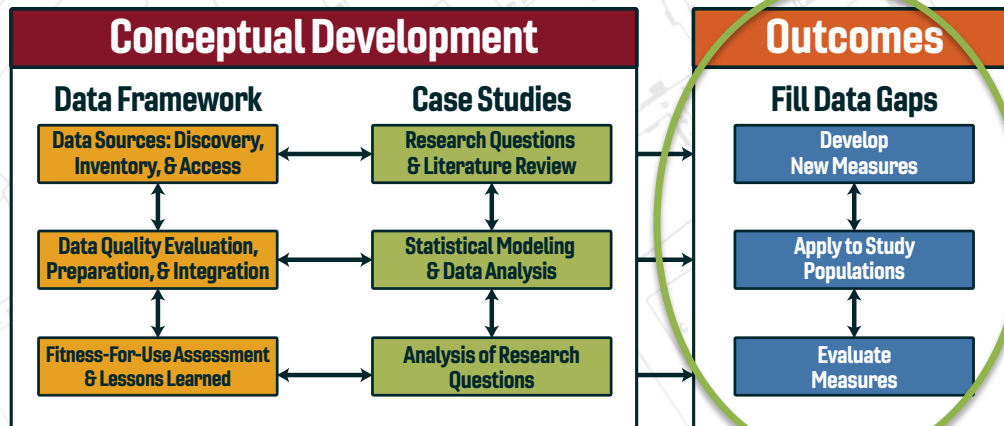 Conceptual Development
Outcomes
Data Framework
Case Studies
Fill Data Gaps
Data Sources: Discovery,
Inventory, & Access
Research Questions
& Literature Review
Develop
New Measures
Data Quality Evaluation,
Preparation, & Integration
Statistical Modeling
& Data Analysis
Apply to Study
Populations
Fitness-For-Use Assessment
& Lessons Learned
Analysis of Research
Questions
Evaluate
Measures